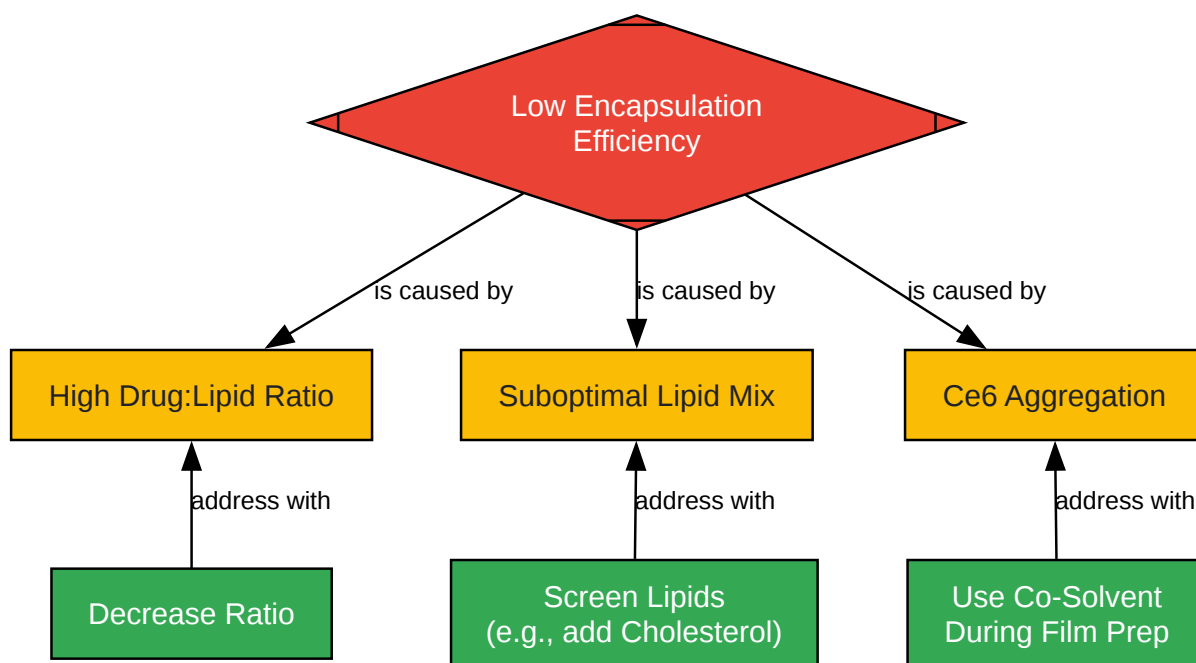 Low Encapsulation
Efficiency
is caused by
is caused by
is caused by
High Drug:Lipid Ratio
Suboptimal Lipid Mix
Ce6 Aggregation
address with
address with
address with
Decrease Ratio
Screen Lipids
(e.g., add Cholesterol)
Use Co-Solvent
During Film Prep